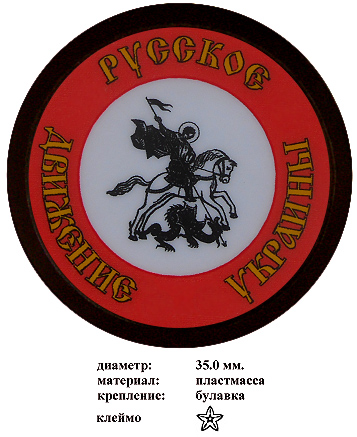 РУССКОЕ
ДВИЖЕНИЕ
УКРАИНЫ
диаметр: 35.0 мм.
материал: пластмасса
крепление: булавка
клеймо